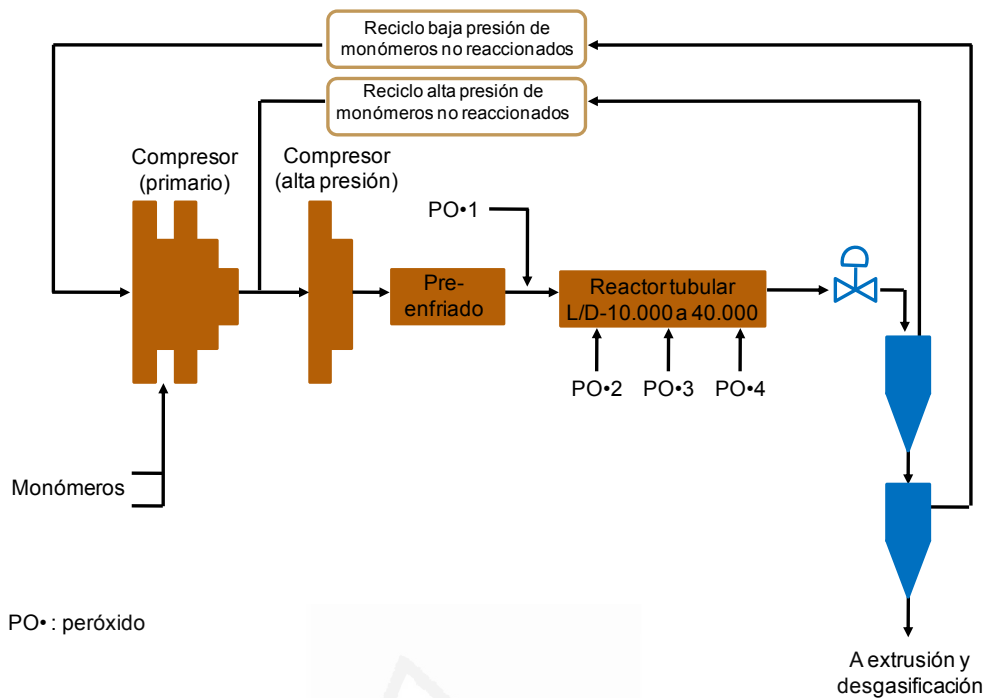 Reciclo baja presión de
monómeros no reaccionados
Reciclo alta presión de
monómeros no reaccionados
Compresor
(primario)
Compresor
(alta presión)
PO•1
Pre-
enfriado
Reactor tubular
L/D-10.000 a 40.000
PO•2
PO•3
PO•4
Monómeros
PO• : peróxido
A extrusión y
desgasificación